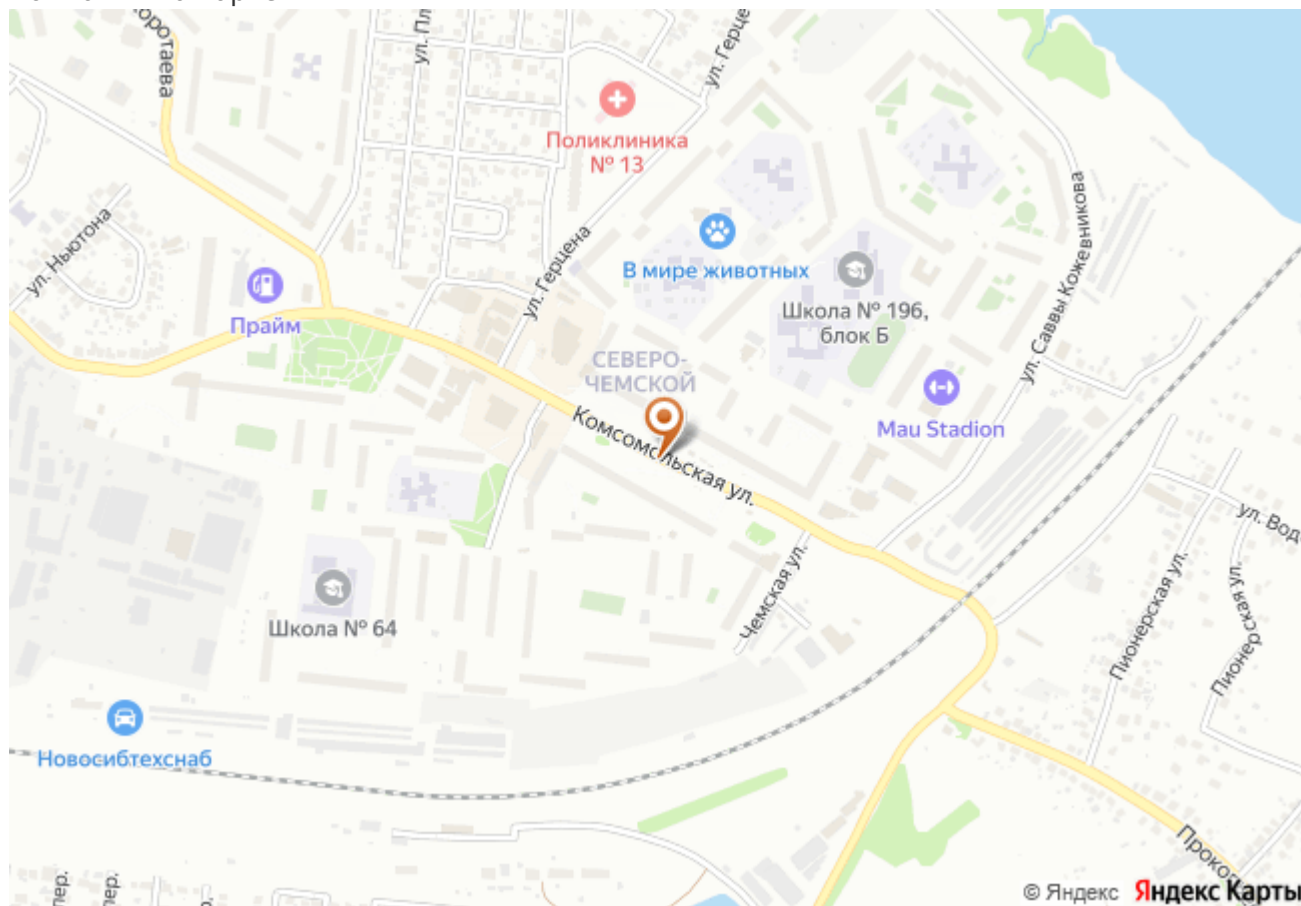 ул. Герцена
ул. Ньютона
Поликлиника
№ 13
ул. Герцена
В мире животных
Школа № 196,
блок Б
ул. Саввы Кожевникова
Прайм
СЕВЕРО-
ЧЕМСКОЙ
Mau Stadion
Комсомольская ул.
Чемская ул.
Школа № 64
Пионерская ул.
Пионерская ул.
Новосибтехснаб
© Яндекс Яндекс Карты